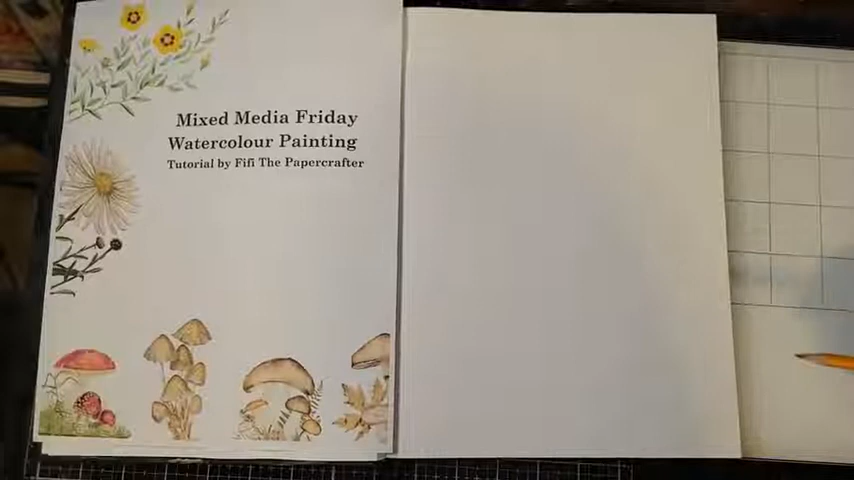 Mixed Media Friday
Watercolour Painting
Tutorial by Fifi The Papercrafter